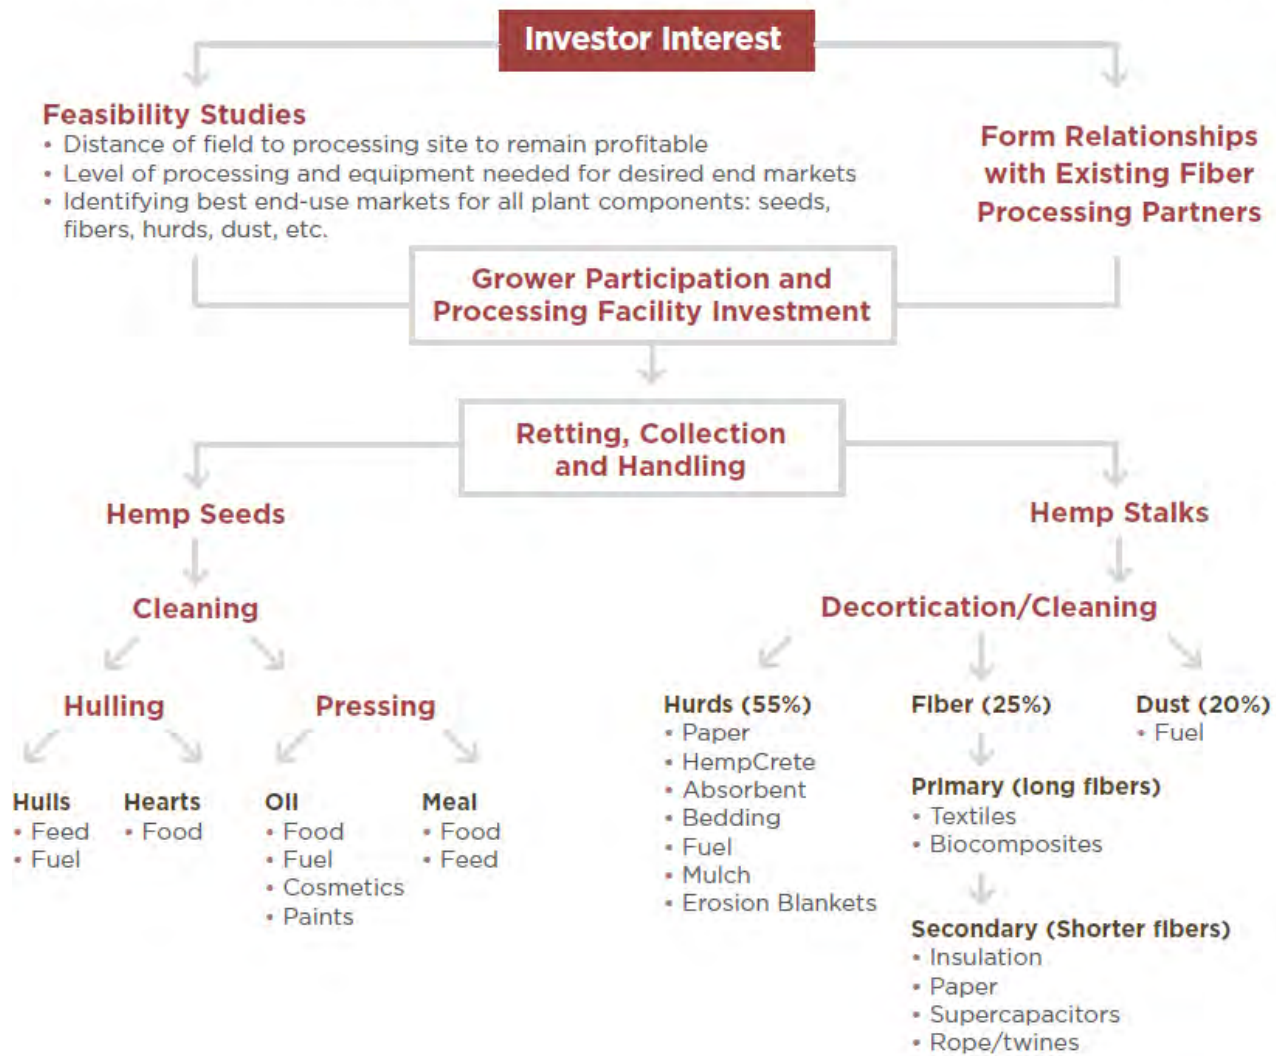 Investor Interest
Feasibility Studies
• Distance of field to processing site to remain profitable
• Level of processing and equipment needed for desired end markets
• Identifying best end-use markets for all plant components: seeds,
fibers, hurds, dust, etc.
Form Relationships
with Existing Fiber
Processing Partners
Grower Participation and
Processing Facility Investment
Retting, Collection
and Handling
Hemp Seeds
Cleaning
Hulling
Pressing
Hulls
• Feed
• Fuel
Hearts
• Food
Oil
• Food
• Fuel
• Cosmetics
• Paints
Meal
• Food
• Feed
Hemp Stalks
Decortication/Cleaning
Hurds (55%)
• Paper
• HempCrete
• Absorbent
• Bedding
• Fuel
• Mulch
• Erosion Blankets
Fiber (25%)
Primary (long fibers)
• Textiles
• Biocomposites
Secondary (Shorter fibers)
• Insulation
• Paper
• Supercapacitors
• Rope/twines
Dust (20%)
• Fuel